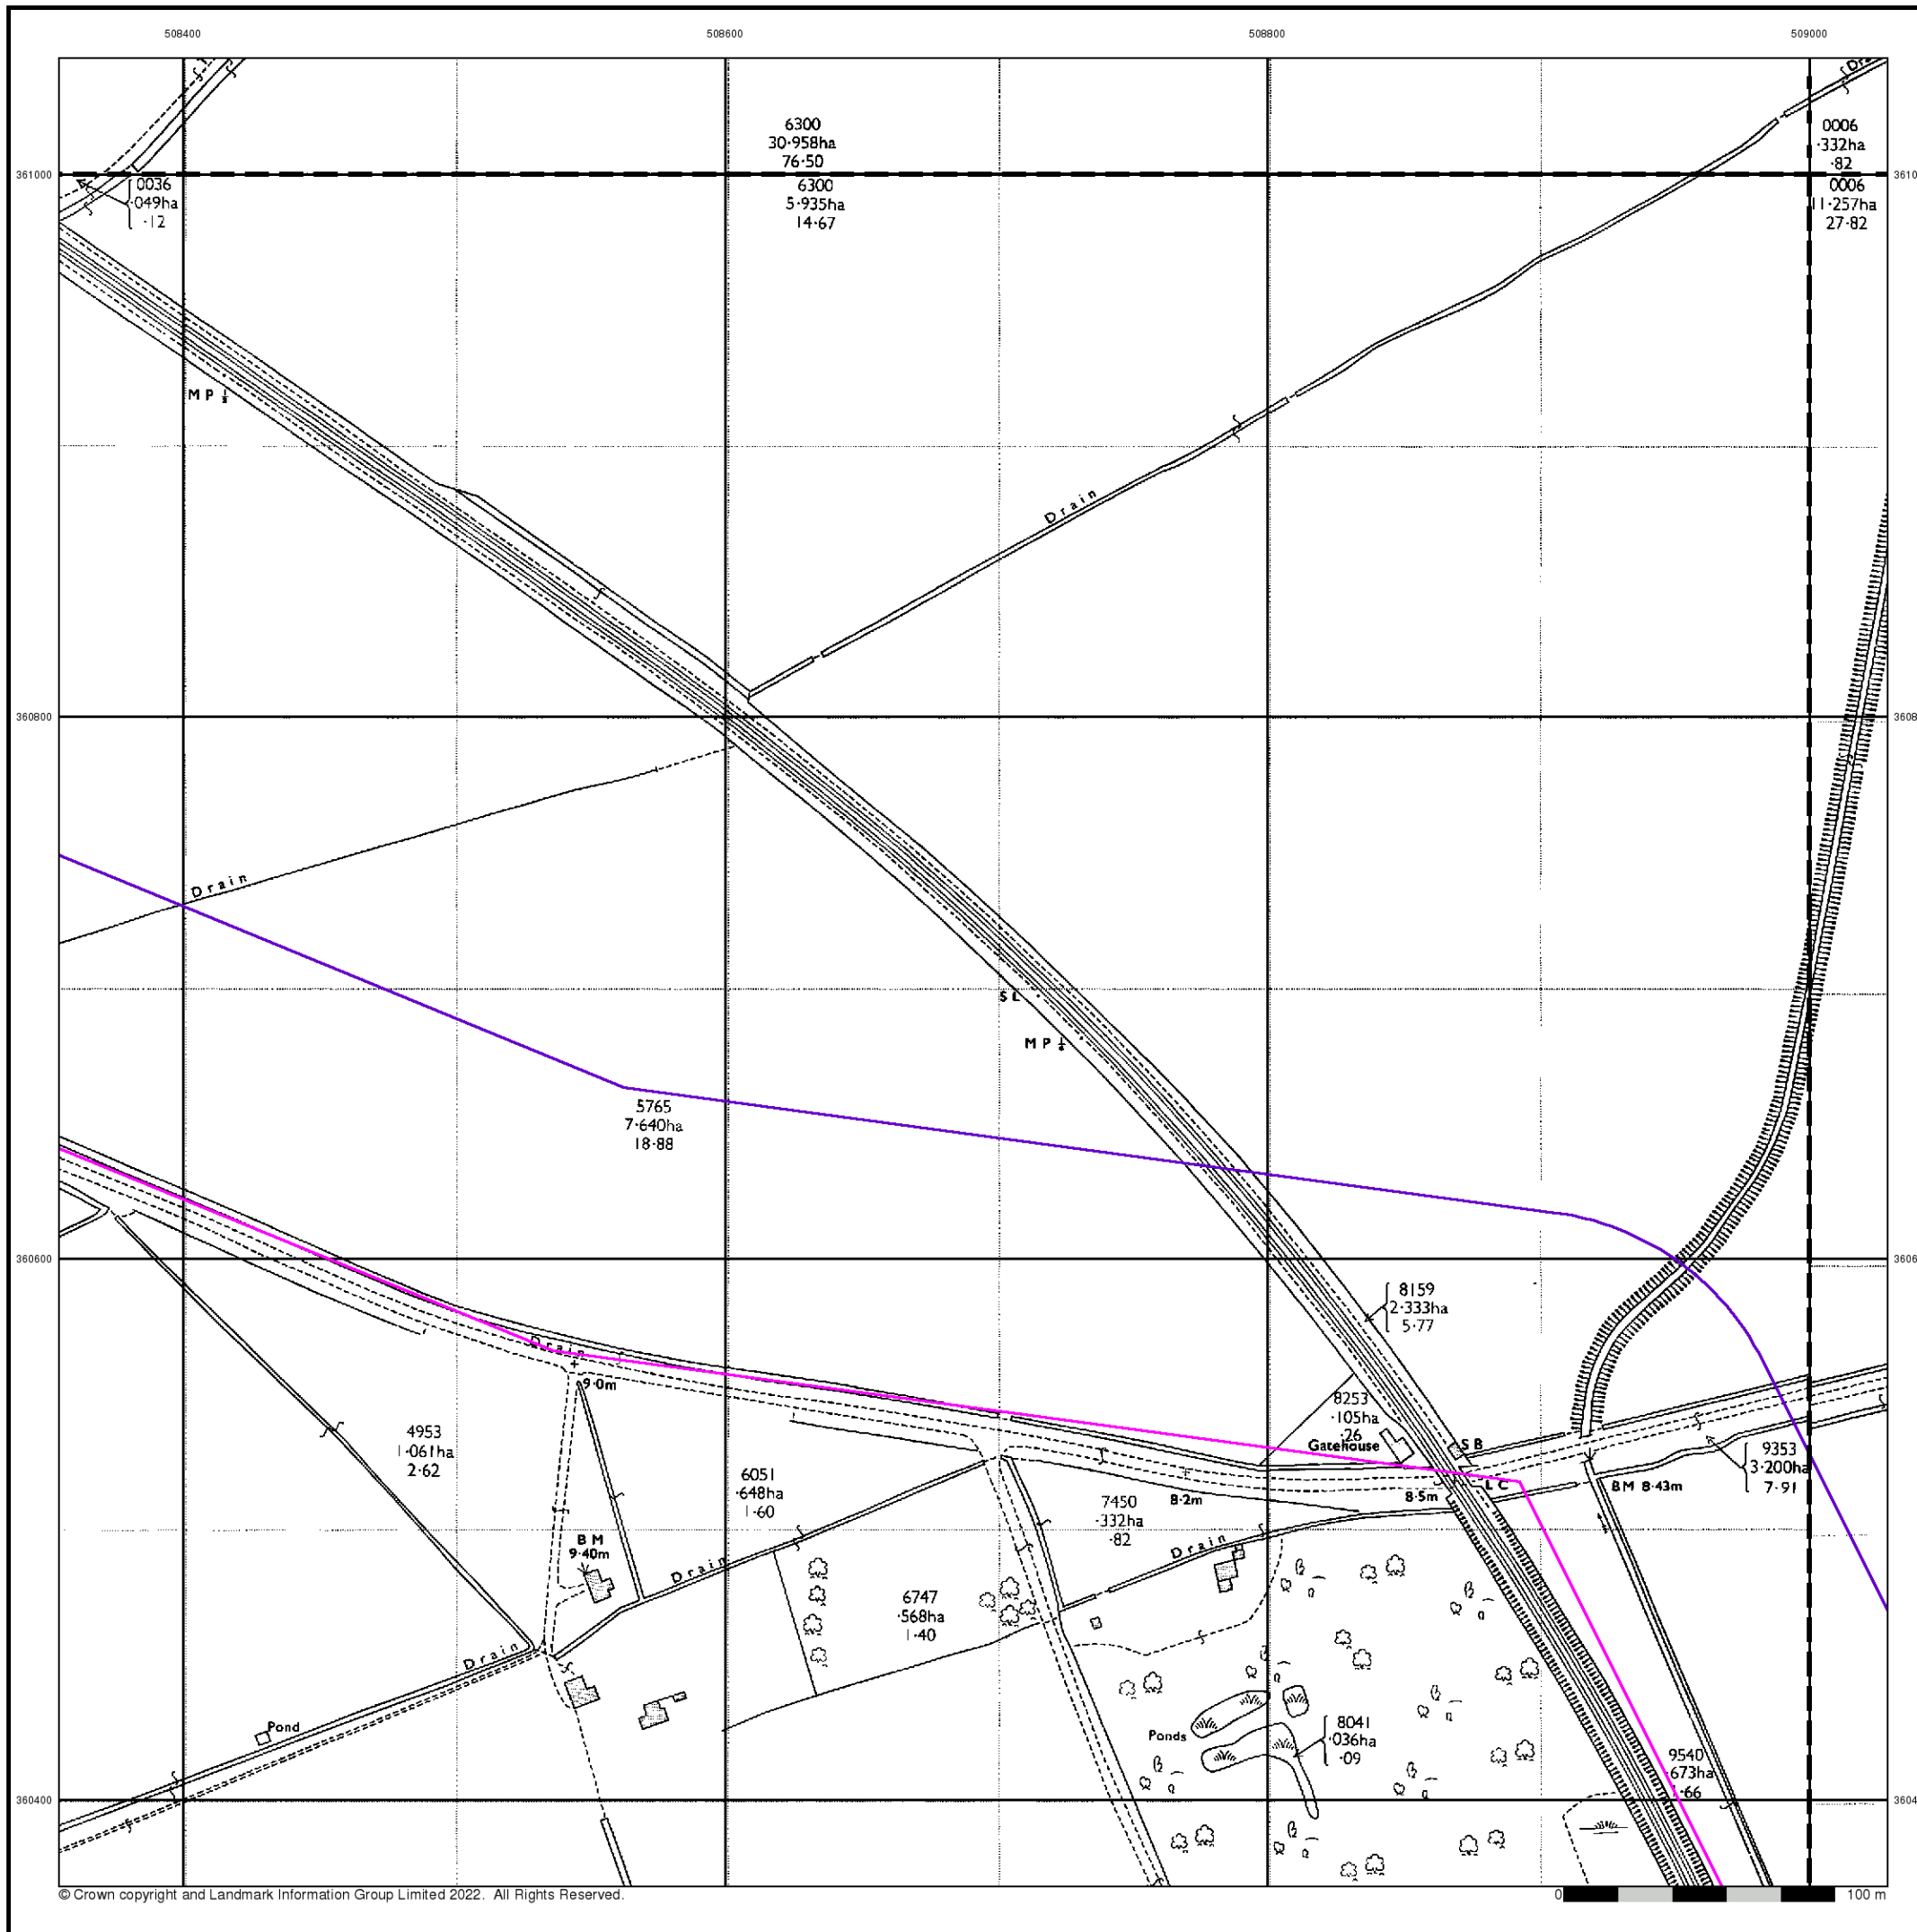 508400 508600 508800 509000
Drain
6300
30·958ha
76·50
0006
·332ha
·82
361000
0036
·049ha
·12
6300
5·935ha
14·67
0006
11·257ha
27·82
3610
M P
Drain
360800
3608
Drain
S L
M P
5765
7·640ha
18·88
360600
3606
8159
2·333ha
5·77
Drain
9·0m
8253
·105ha
·26
Gatehouse
S B
4953
1·061ha
2·62
6051
·648ha
1·60
7450
·332ha
·82
8·2m
8·5m
L C
BM 8·43m
9353
3·200ha
7·91
B M
9·40m
Drain
Drain
6747
·568ha
1·40
Drain
Pond
Ponds
8041
·036ha
·09
9540
·673ha
1·66
360400
3604
© Crown copyright and Landmark Information Group Limited 2022. All Rights Reserved.
0 100 m